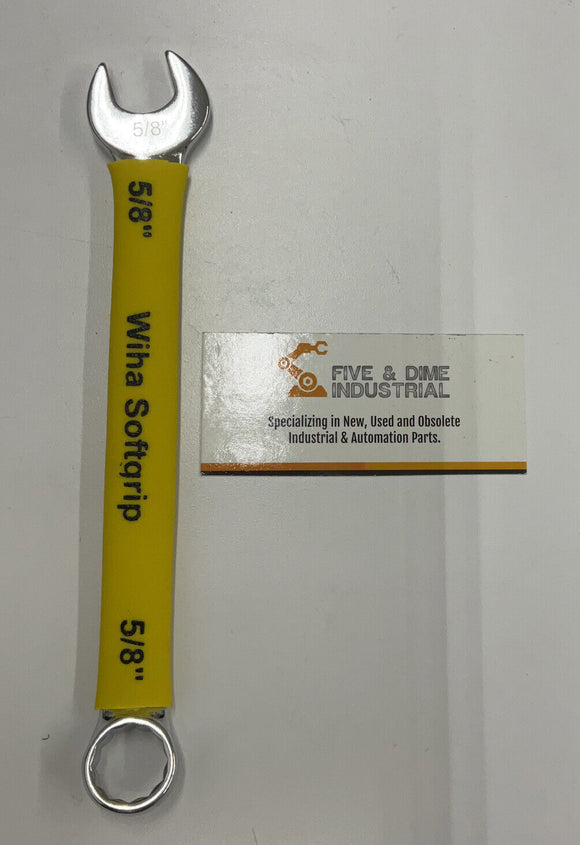 5/8"
5/8"
Wiha Softgrip
5/8"
FIVE & DIME
INDUSTRIAL
Specializing in New, Used and Obsolete
Industrial & Automation Parts.